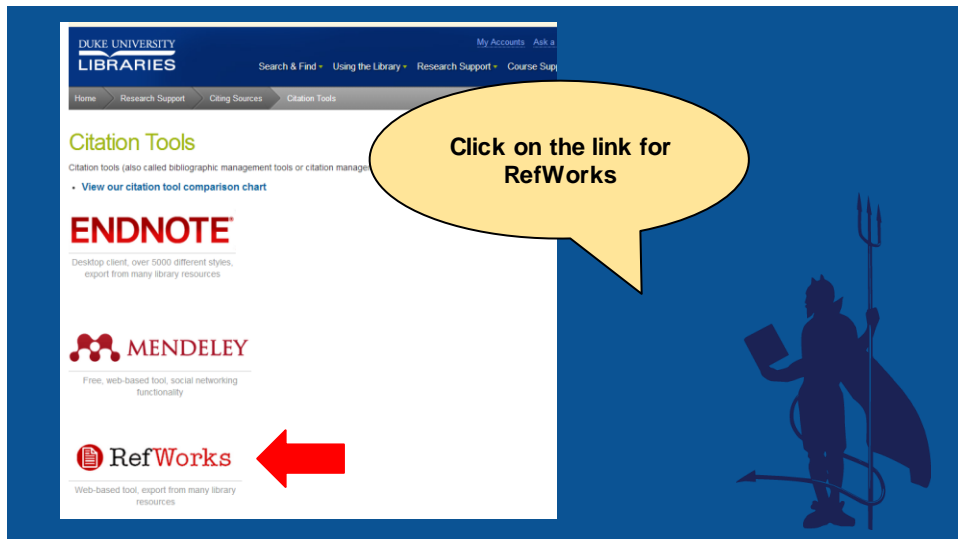 DUKE UNIVERSITY
LIBRARIES
My Accounts Ask a
Search & Find Using the Library Research Support Course Supp
Home Research Support Citing Sources Citation Tools
Citation Tools
Citation tools (also called bibliographic management tools or citation manage
• View our citation tool comparison chart
Click on the link for
RefWorks
ENDNOTE®
Desktop client, over 5000 different styles,
export from many library resources
MENDELEY
Free, web-based tool, social networking
functionality
RefWorks
Web-based tool, export from many library
resources